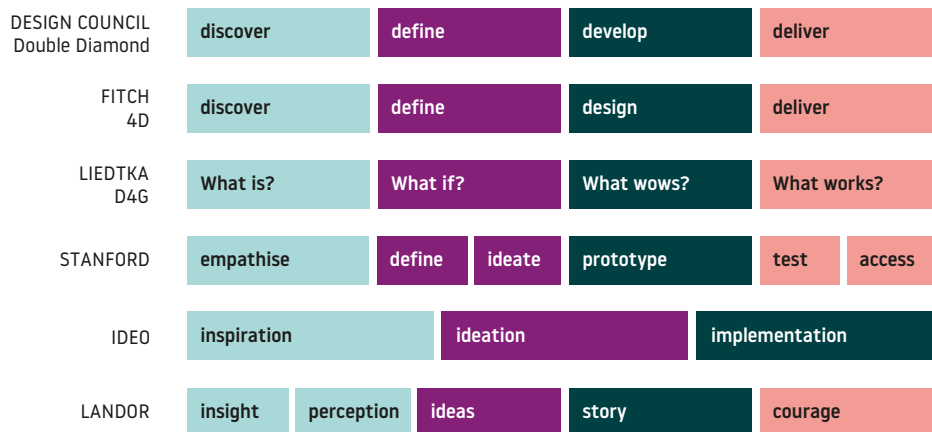 DESIGN COUNCIL
Double Diamond
discover define develop deliver
FITCH
4D
discover define design deliver
LIEDTKA
D4G
What is? What if? What wows? What works?
STANFORD empathise define ideate prototype test access
IDEO inspiration ideation implementation
LANDOR insight perception ideas story courage